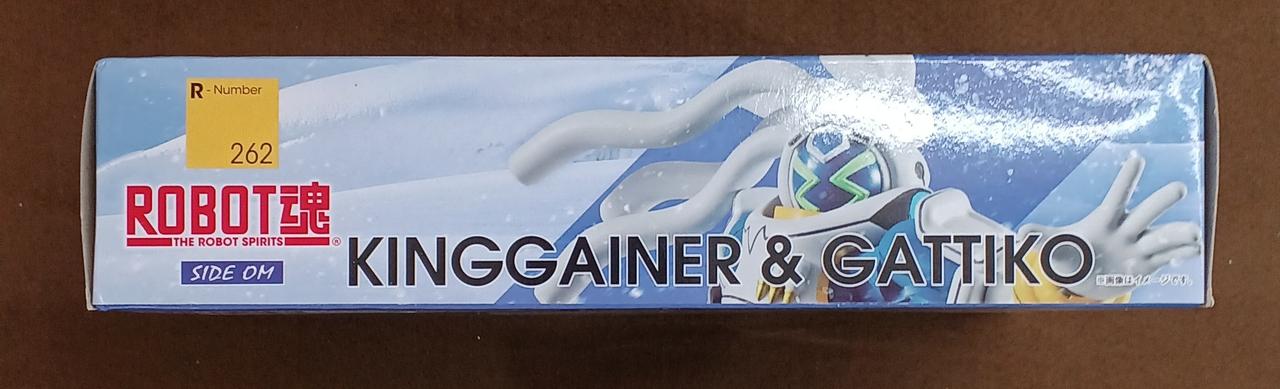 R - Number
262
ROBOT魂
THE ROBOT SPIRITS®
SIDE OM
KINGGAINER & GATTIKO
※画像はイメージです。